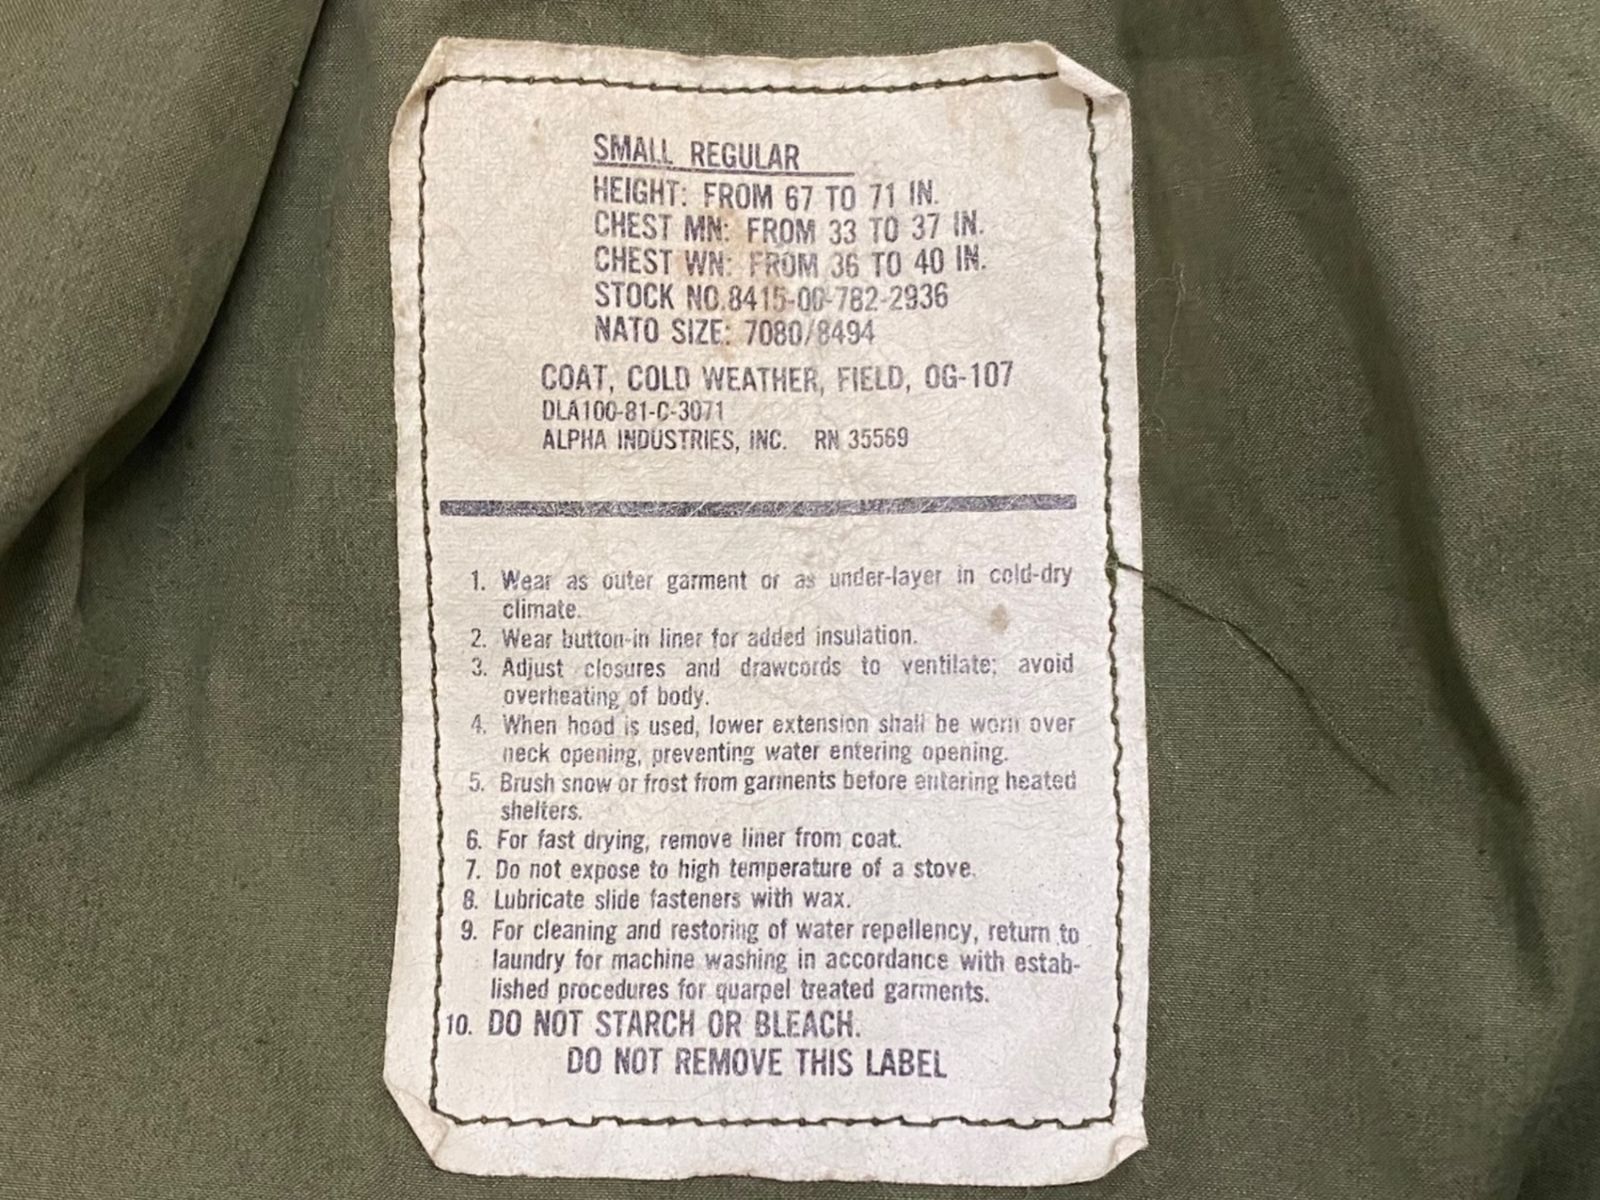 SMALL REGULAR
HEIGHT: FROM 67 TO 71 IN.
CHEST MN: FROM 33 TO 37 IN.
CHEST WN: FROM 36 TO 40 IN.
STOCK NO.8415-00-782-2936
NATO SIZE: 7080/8494
COAT, COLD WEATHER, FIELD, OG-107
DLA100-81-C-3071
ALPHA INDUSTRIES, INC. RN 35569
1. Wear as outer garment or as under-layer in cold-dry
climate.
2. Wear button-in liner for added insulation.
3. Adjust closures and drawcords to ventilate; avoid
overheating of body.
4. When hood is used, lower extension shall be worn over
neck opening, preventing water entering opening.
5. Brush snow or frost from garments before entering heated
shelters.
6. For fast drying, remove liner from coat.
7. Do not expose to high temperature of a stove.
8. Lubricate slide fasteners with wax.
9. For cleaning and restoring of water repellency, return to
laundry for machine washing in accordance with estab-
lished procedures for quarpel treated garments.
10. DO NOT STARCH OR BLEACH.
DO NOT REMOVE THIS LABEL